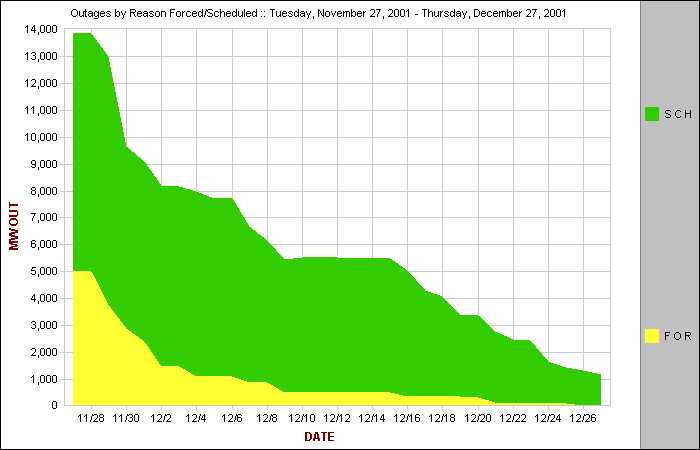 Outages by Reason Forced/Scheduled :: Tuesday, November 27, 2001 - Thursday, December 27, 2001
14,000
13,000
12,000
11,000
10,000
9,000
8,000
7,000
6,000
5,000
4,000
3,000
2,000
1,000
0
MWOUT
11/28 11/30 12/2 12/4 12/6 12/8 12/10 12/12 12/14 12/16 12/18 12/20 12/22 12/24 12/26
DATE
SCH
FOR